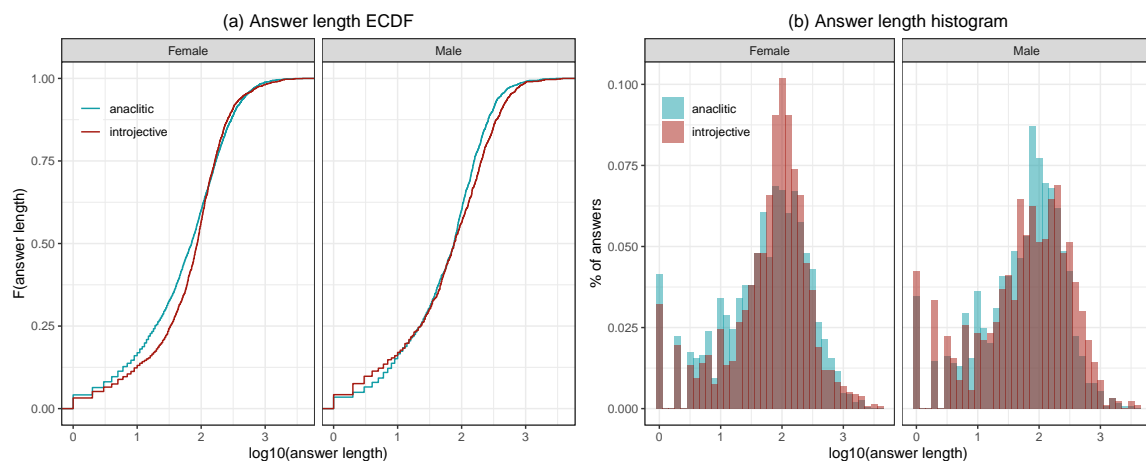 (a) Answer length ECDF
Female
Male
1.00
0.75
0.50
0.25
0.00
F(answer length)
anaclitic
introjective
0 1 2 3
0 1 2 3
log10(answer length)
(b) Answer length histogram
Female
Male
0.100
0.075
0.050
0.025
0.000
% of answers
anaclitic
introjective
0 1 2 3
0 1 2 3
log10(answer length)